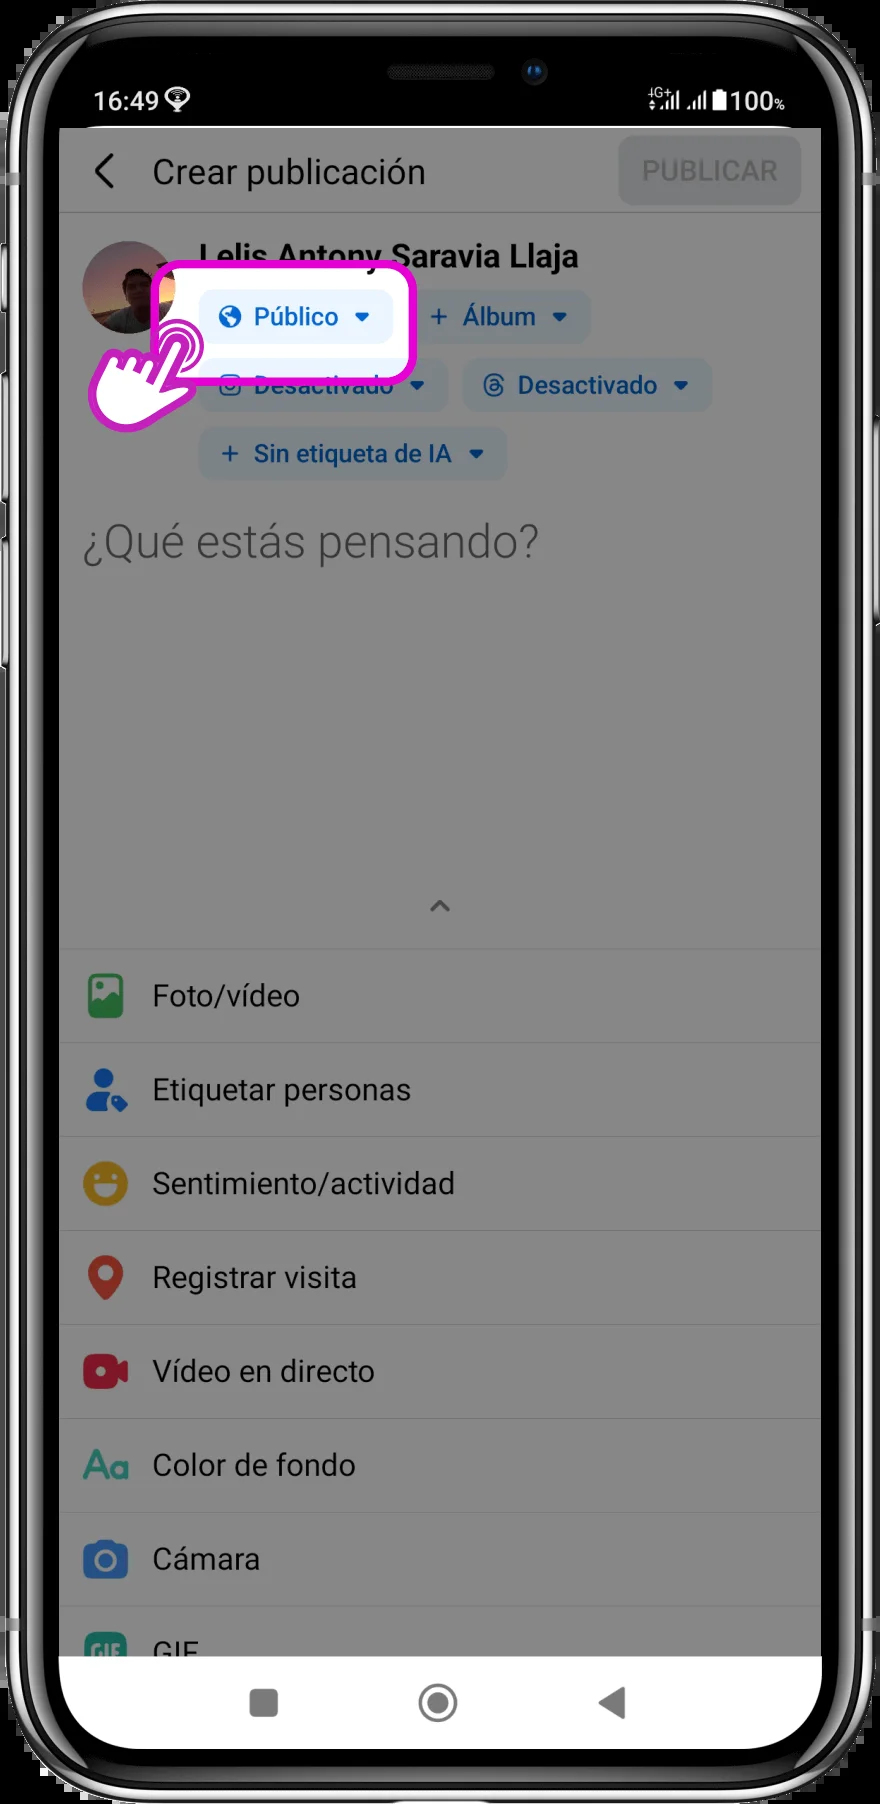 16:49 4G+ 100%
Crear publicación PUBLICAR
Lelis Antony Saravia Llaja
Público + Álbum
Desactivado Desactivado
+ Sin etiqueta de IA
¿Qué estás pensando?
Foto/vídeo
Etiquetar personas
Sentimiento/actividad
Registrar visita
Vídeo en directo
Aa Color de fondo
Cámara
GIF GIF